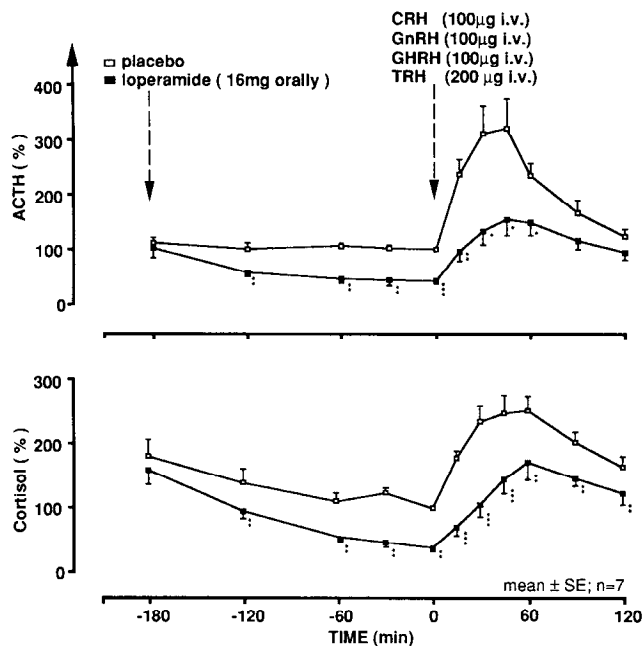 CRH (100µg i.v.)
GnRH (100µg i.v.)
GHRH (100µg i.v.)
TRH (200 µg i.v.)
placebo
loperamide ( 16mg orally )
ACTH ( % )
400
300
200
100
0
Cortisol ( % )
300
200
100
0
mean ± SE; n=7
-180 -120 -60 0 60 120
TIME (min)